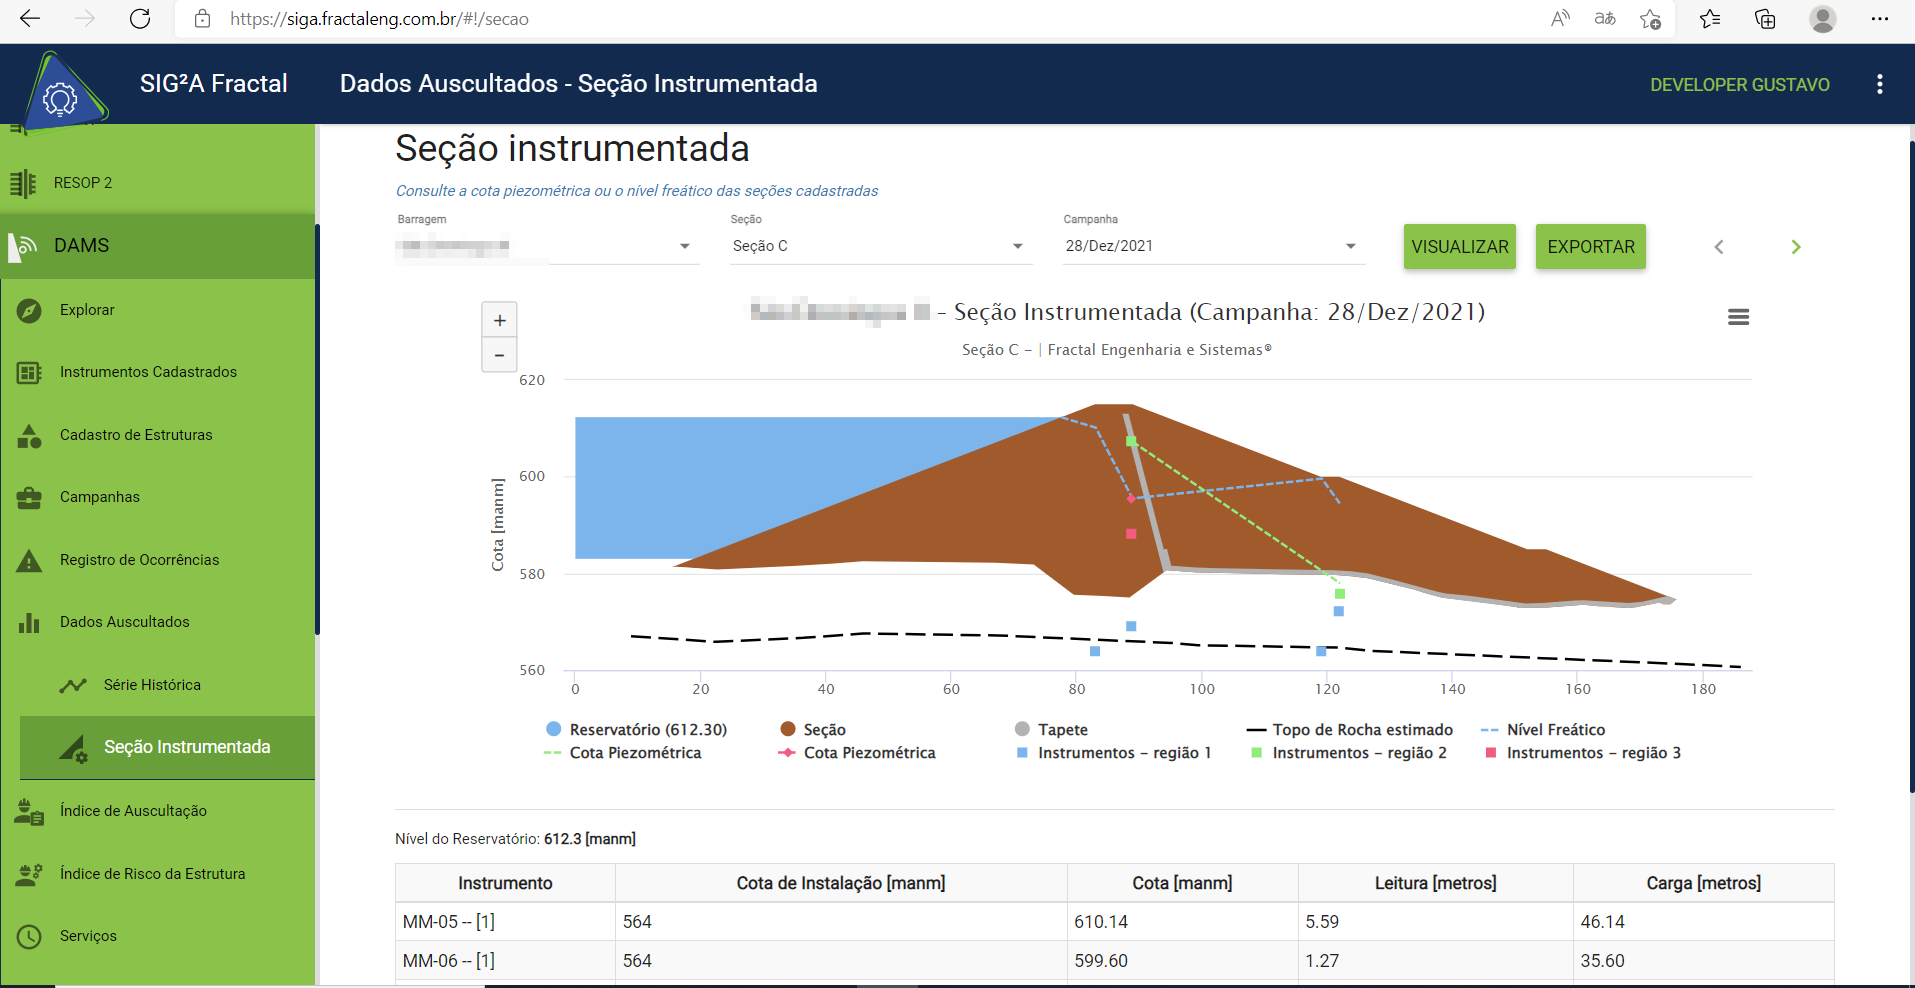 https://siga.fractaleng.com.br/#!/secao
SIG²A Fractal
Dados Auscultados - Seção Instrumentada
DEVELOPER GUSTAVO
RESOP 2
DAMS
Explorar
Instrumentos Cadastrados
Cadastro de Estruturas
Campanhas
Registro de Ocorrências
Dados Auscultados
Série Histórica
Seção Instrumentada
Índice de Auscultação
Índice de Risco da Estrutura
Serviços
Seção instrumentada
Consulte a cota piezométrica ou o nível freático das seções cadastradas
Barragem
Seção
Seção C
Campanha
28/Dez/2021
VISUALIZAR
EXPORTAR
+
−
- Seção Instrumentada (Campanha: 28/Dez/2021)
Seção C - | Fractal Engenharia e Sistemas®
Cota [manm]
620
600
580
560
0 20 40 60 80 100 120 140 160 180
Reservatório (612.30) Seção Tapete Topo de Rocha estimado Nível Freático
Cota Piezométrica Cota Piezométrica Instrumentos - região 1 Instrumentos - região 2 Instrumentos - região 3
Nível do Reservatório: 612.3 [manm]
Instrumento Cota de Instalação [manm] Cota [manm] Leitura [metros] Carga [metros]
MM-05 -- [1] 564 610.14 5.59 46.14
MM-06 -- [1] 564 599.60 1.27 35.60